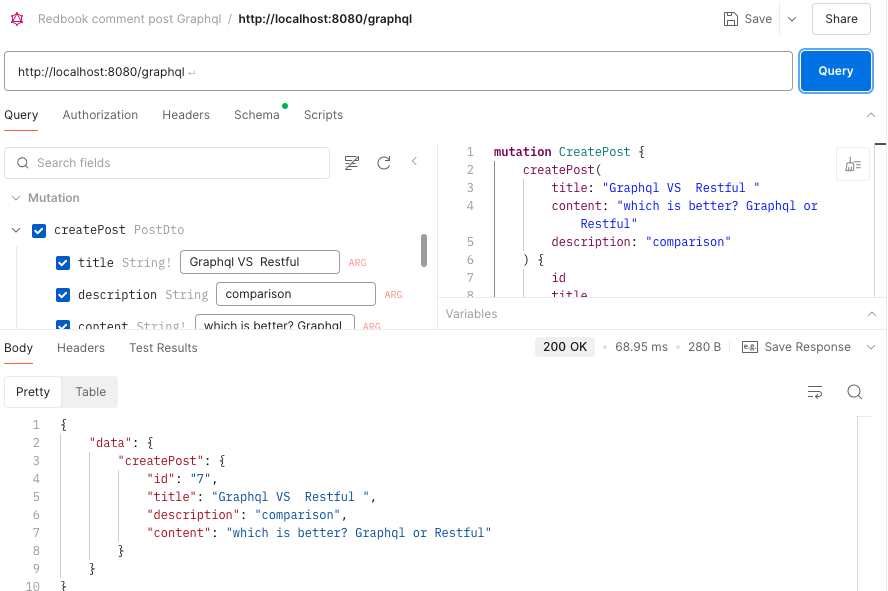 Redbook comment post Graphql / http://localhost:8080/graphql
Save
Share
http://localhost:8080/graphql ↵
Query
Query
Authorization
Headers
Schema
Scripts
Search fields
Mutation
createPost PostDto
title String! Graphql VS  Restful ARG
description String comparison ARG
content String! which is better? Graphql ARG
1 mutation CreatePost {
2 createPost(
3 title: "Graphql VS  Restful "
4 content: "which is better? Graphql or
Restful"
5 description: "comparison"
6 ) {
7 id
8 title
Variables
Body
Headers
Test Results
200 OK • 68.95 ms • 280 B
e.g. Save Response
Pretty
Table
1 {
2 "data": {
3 "createPost": {
4 "id": "7",
5 "title": "Graphql VS  Restful ",
6 "description": "comparison",
7 "content": "which is better? Graphql or Restful"
8 }
9 }
10 }